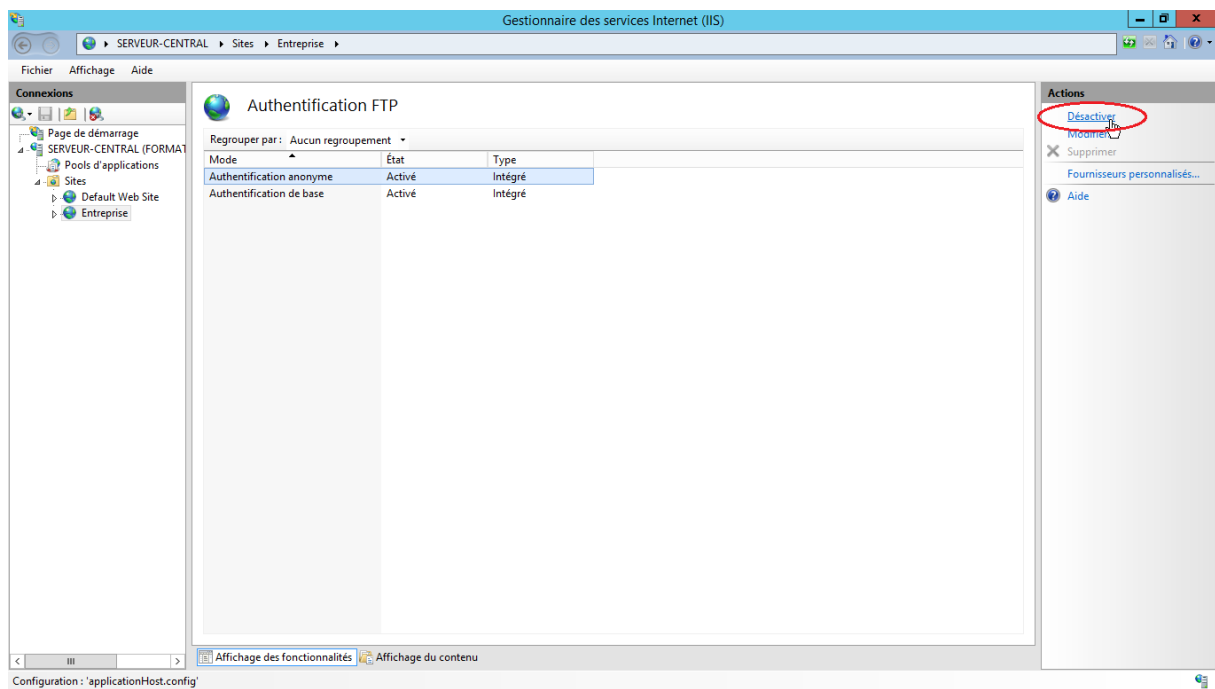 Gestionnaire des services Internet (IIS)
SERVEUR-CENTRAL Sites Entreprise
Fichier Affichage Aide
Connexions
Page de démarrage
SERVEUR-CENTRAL (FORMAT
Pools d'applications
Sites
Default Web Site
Entreprise
Authentification FTP
Regrouper par : Aucun regroupement
Mode État Type
Authentification anonyme Activé Intégré
Authentification de base Activé Intégré
Affichage des fonctionnalités Affichage du contenu
Actions
Désactiver
Modifier
Supprimer
Fournisseurs personnalisés...
Aide
Configuration : 'applicationHost.config'